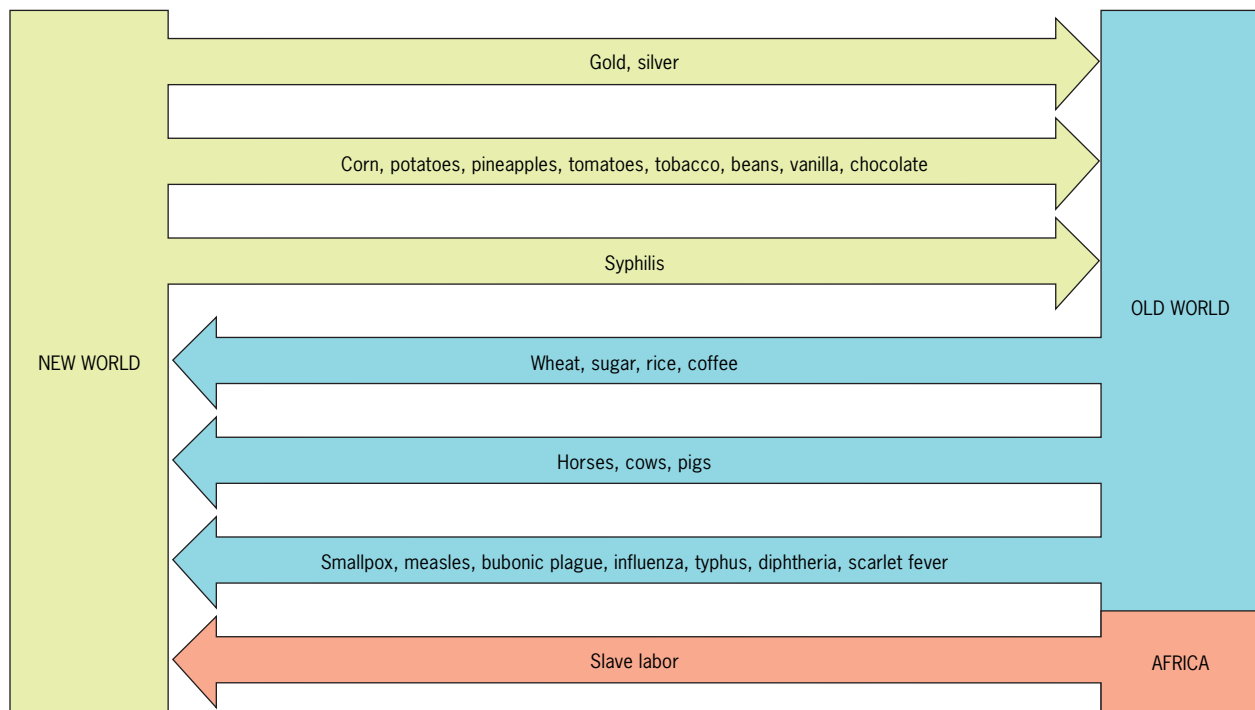 Gold, silver
Corn, potatoes, pineapples, tomatoes, tobacco, beans, vanilla, chocolate
Syphilis
OLD WORLD
NEW WORLD
Wheat, sugar, rice, coffee
Horses, cows, pigs
Smallpox, measles, bubonic plague, influenza, typhus, diphtheria, scarlet fever
Slave labor
AFRICA